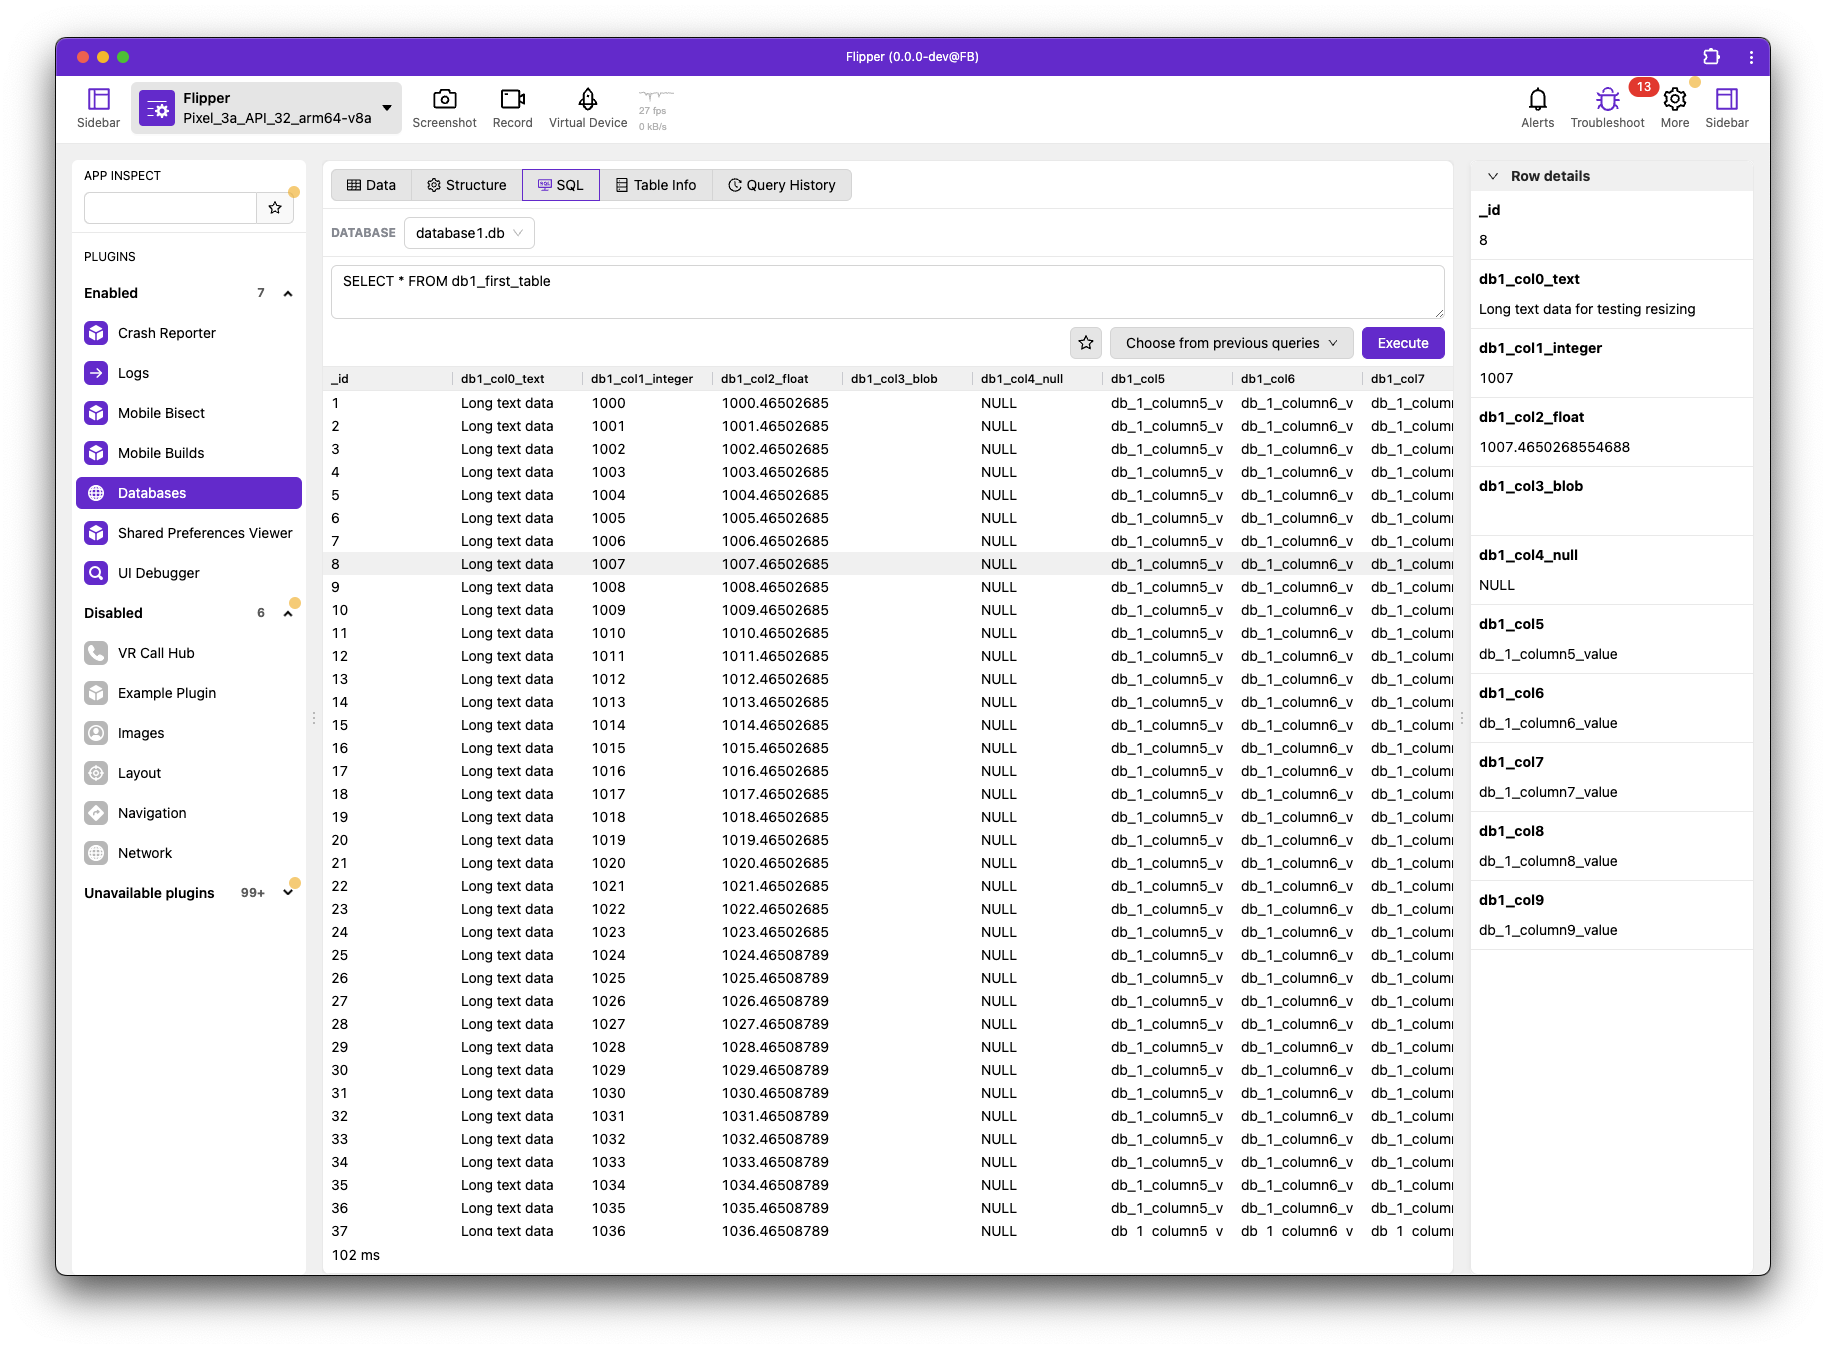 Flipper (0.0.0-dev@FB)
Sidebar
Flipper
Pixel_3a_API_32_arm64-v8a
Screenshot
Record
Virtual Device
27 fps
0 kB/s
Alerts
Troubleshoot
13
More
Sidebar
APP INSPECT
PLUGINS
Enabled 7
Crash Reporter
Logs
Mobile Bisect
Mobile Builds
Databases
Shared Preferences Viewer
UI Debugger
Disabled 6
VR Call Hub
Example Plugin
Images
Layout
Navigation
Network
Unavailable plugins 99+
Data Structure SQL Table Info Query History
DATABASE database1.db
SELECT * FROM db1_first_table
Choose from previous queries Execute
_id db1_col0_text db1_col1_integer db1_col2_float db1_col3_blob db1_col4_null db1_col5 db1_col6 db1_col7
1 Long text data 1000 1000.46502685 NULL db_1_column5_v db_1_column6_v db_1_colum
2 Long text data 1001 1001.46502685 NULL db_1_column5_v db_1_column6_v db_1_colum
3 Long text data 1002 1002.46502685 NULL db_1_column5_v db_1_column6_v db_1_colum
4 Long text data 1003 1003.46502685 NULL db_1_column5_v db_1_column6_v db_1_colum
5 Long text data 1004 1004.46502685 NULL db_1_column5_v db_1_column6_v db_1_colum
6 Long text data 1005 1005.46502685 NULL db_1_column5_v db_1_column6_v db_1_colum
7 Long text data 1006 1006.46502685 NULL db_1_column5_v db_1_column6_v db_1_colum
8 Long text data 1007 1007.46502685 NULL db_1_column5_v db_1_column6_v db_1_colum
9 Long text data 1008 1008.46502685 NULL db_1_column5_v db_1_column6_v db_1_colum
10 Long text data 1009 1009.46502685 NULL db_1_column5_v db_1_column6_v db_1_colum
11 Long text data 1010 1010.46502685 NULL db_1_column5_v db_1_column6_v db_1_colum
12 Long text data 1011 1011.46502685 NULL db_1_column5_v db_1_column6_v db_1_colum
13 Long text data 1012 1012.46502685 NULL db_1_column5_v db_1_column6_v db_1_colum
14 Long text data 1013 1013.46502685 NULL db_1_column5_v db_1_column6_v db_1_colum
15 Long text data 1014 1014.46502685 NULL db_1_column5_v db_1_column6_v db_1_colum
16 Long text data 1015 1015.46502685 NULL db_1_column5_v db_1_column6_v db_1_colum
17 Long text data 1016 1016.46502685 NULL db_1_column5_v db_1_column6_v db_1_colum
18 Long text data 1017 1017.46502685 NULL db_1_column5_v db_1_column6_v db_1_colum
19 Long text data 1018 1018.46502685 NULL db_1_column5_v db_1_column6_v db_1_colum
20 Long text data 1019 1019.46502685 NULL db_1_column5_v db_1_column6_v db_1_colum
21 Long text data 1020 1020.46502685 NULL db_1_column5_v db_1_column6_v db_1_colum
22 Long text data 1021 1021.46502685 NULL db_1_column5_v db_1_column6_v db_1_colum
23 Long text data 1022 1022.46502685 NULL db_1_column5_v db_1_column6_v db_1_colum
24 Long text data 1023 1023.46502685 NULL db_1_column5_v db_1_column6_v db_1_colum
25 Long text data 1024 1024.46508789 NULL db_1_column5_v db_1_column6_v db_1_colum
26 Long text data 1025 1025.46508789 NULL db_1_column5_v db_1_column6_v db_1_colum
27 Long text data 1026 1026.46508789 NULL db_1_column5_v db_1_column6_v db_1_colum
28 Long text data 1027 1027.46508789 NULL db_1_column5_v db_1_column6_v db_1_colum
29 Long text data 1028 1028.46508789 NULL db_1_column5_v db_1_column6_v db_1_colum
30 Long text data 1029 1029.46508789 NULL db_1_column5_v db_1_column6_v db_1_colum
31 Long text data 1030 1030.46508789 NULL db_1_column5_v db_1_column6_v db_1_colum
32 Long text data 1031 1031.46508789 NULL db_1_column5_v db_1_column6_v db_1_colum
33 Long text data 1032 1032.46508789 NULL db_1_column5_v db_1_column6_v db_1_colum
34 Long text data 1033 1033.46508789 NULL db_1_column5_v db_1_column6_v db_1_colum
35 Long text data 1034 1034.46508789 NULL db_1_column5_v db_1_column6_v db_1_colum
36 Long text data 1035 1035.46508789 NULL db_1_column5_v db_1_column6_v db_1_colum
37 Long text data 1036 1036.46508789 NULL db_1_column5_v db_1_column6_v db_1_colum
102 ms
Row details
_id
8
db1_col0_text
Long text data for testing resizing
db1_col1_integer
1007
db1_col2_float
1007.4650268554688
db1_col3_blob
db1_col4_null
NULL
db1_col5
db_1_column5_value
db1_col6
db_1_column6_value
db1_col7
db_1_column7_value
db1_col8
db_1_column8_value
db1_col9
db_1_column9_value